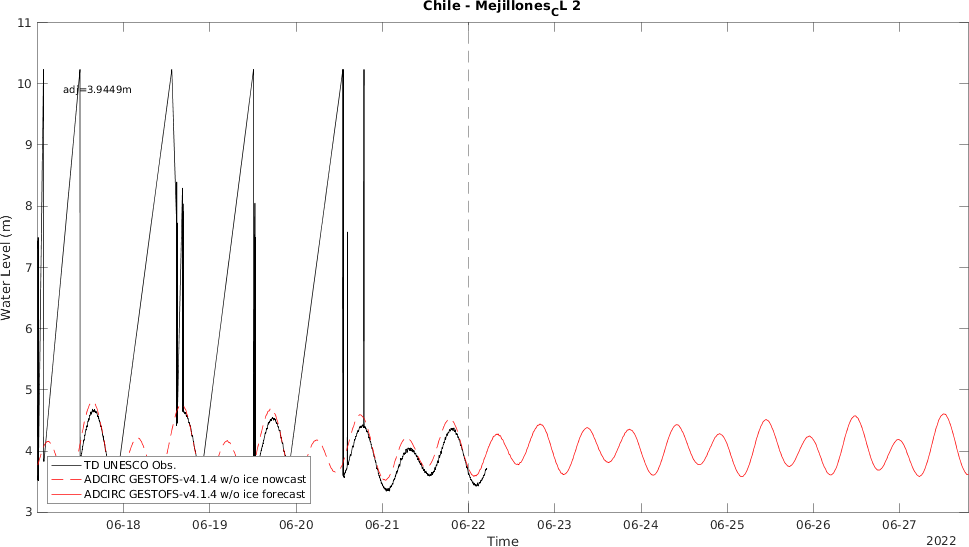 Chile - Mejillones_CL 2
11
10
9
8
7
6
5
4
3
Water Level (m)
adj=3.9449m
TD UNESCO Obs.
ADCIRC GESTOFS-v4.1.4 w/o ice nowcast
ADCIRC GESTOFS-v4.1.4 w/o ice forecast
06-18 06-19 06-20 06-21 06-22 06-23 06-24 06-25 06-26 06-27
Time
2022